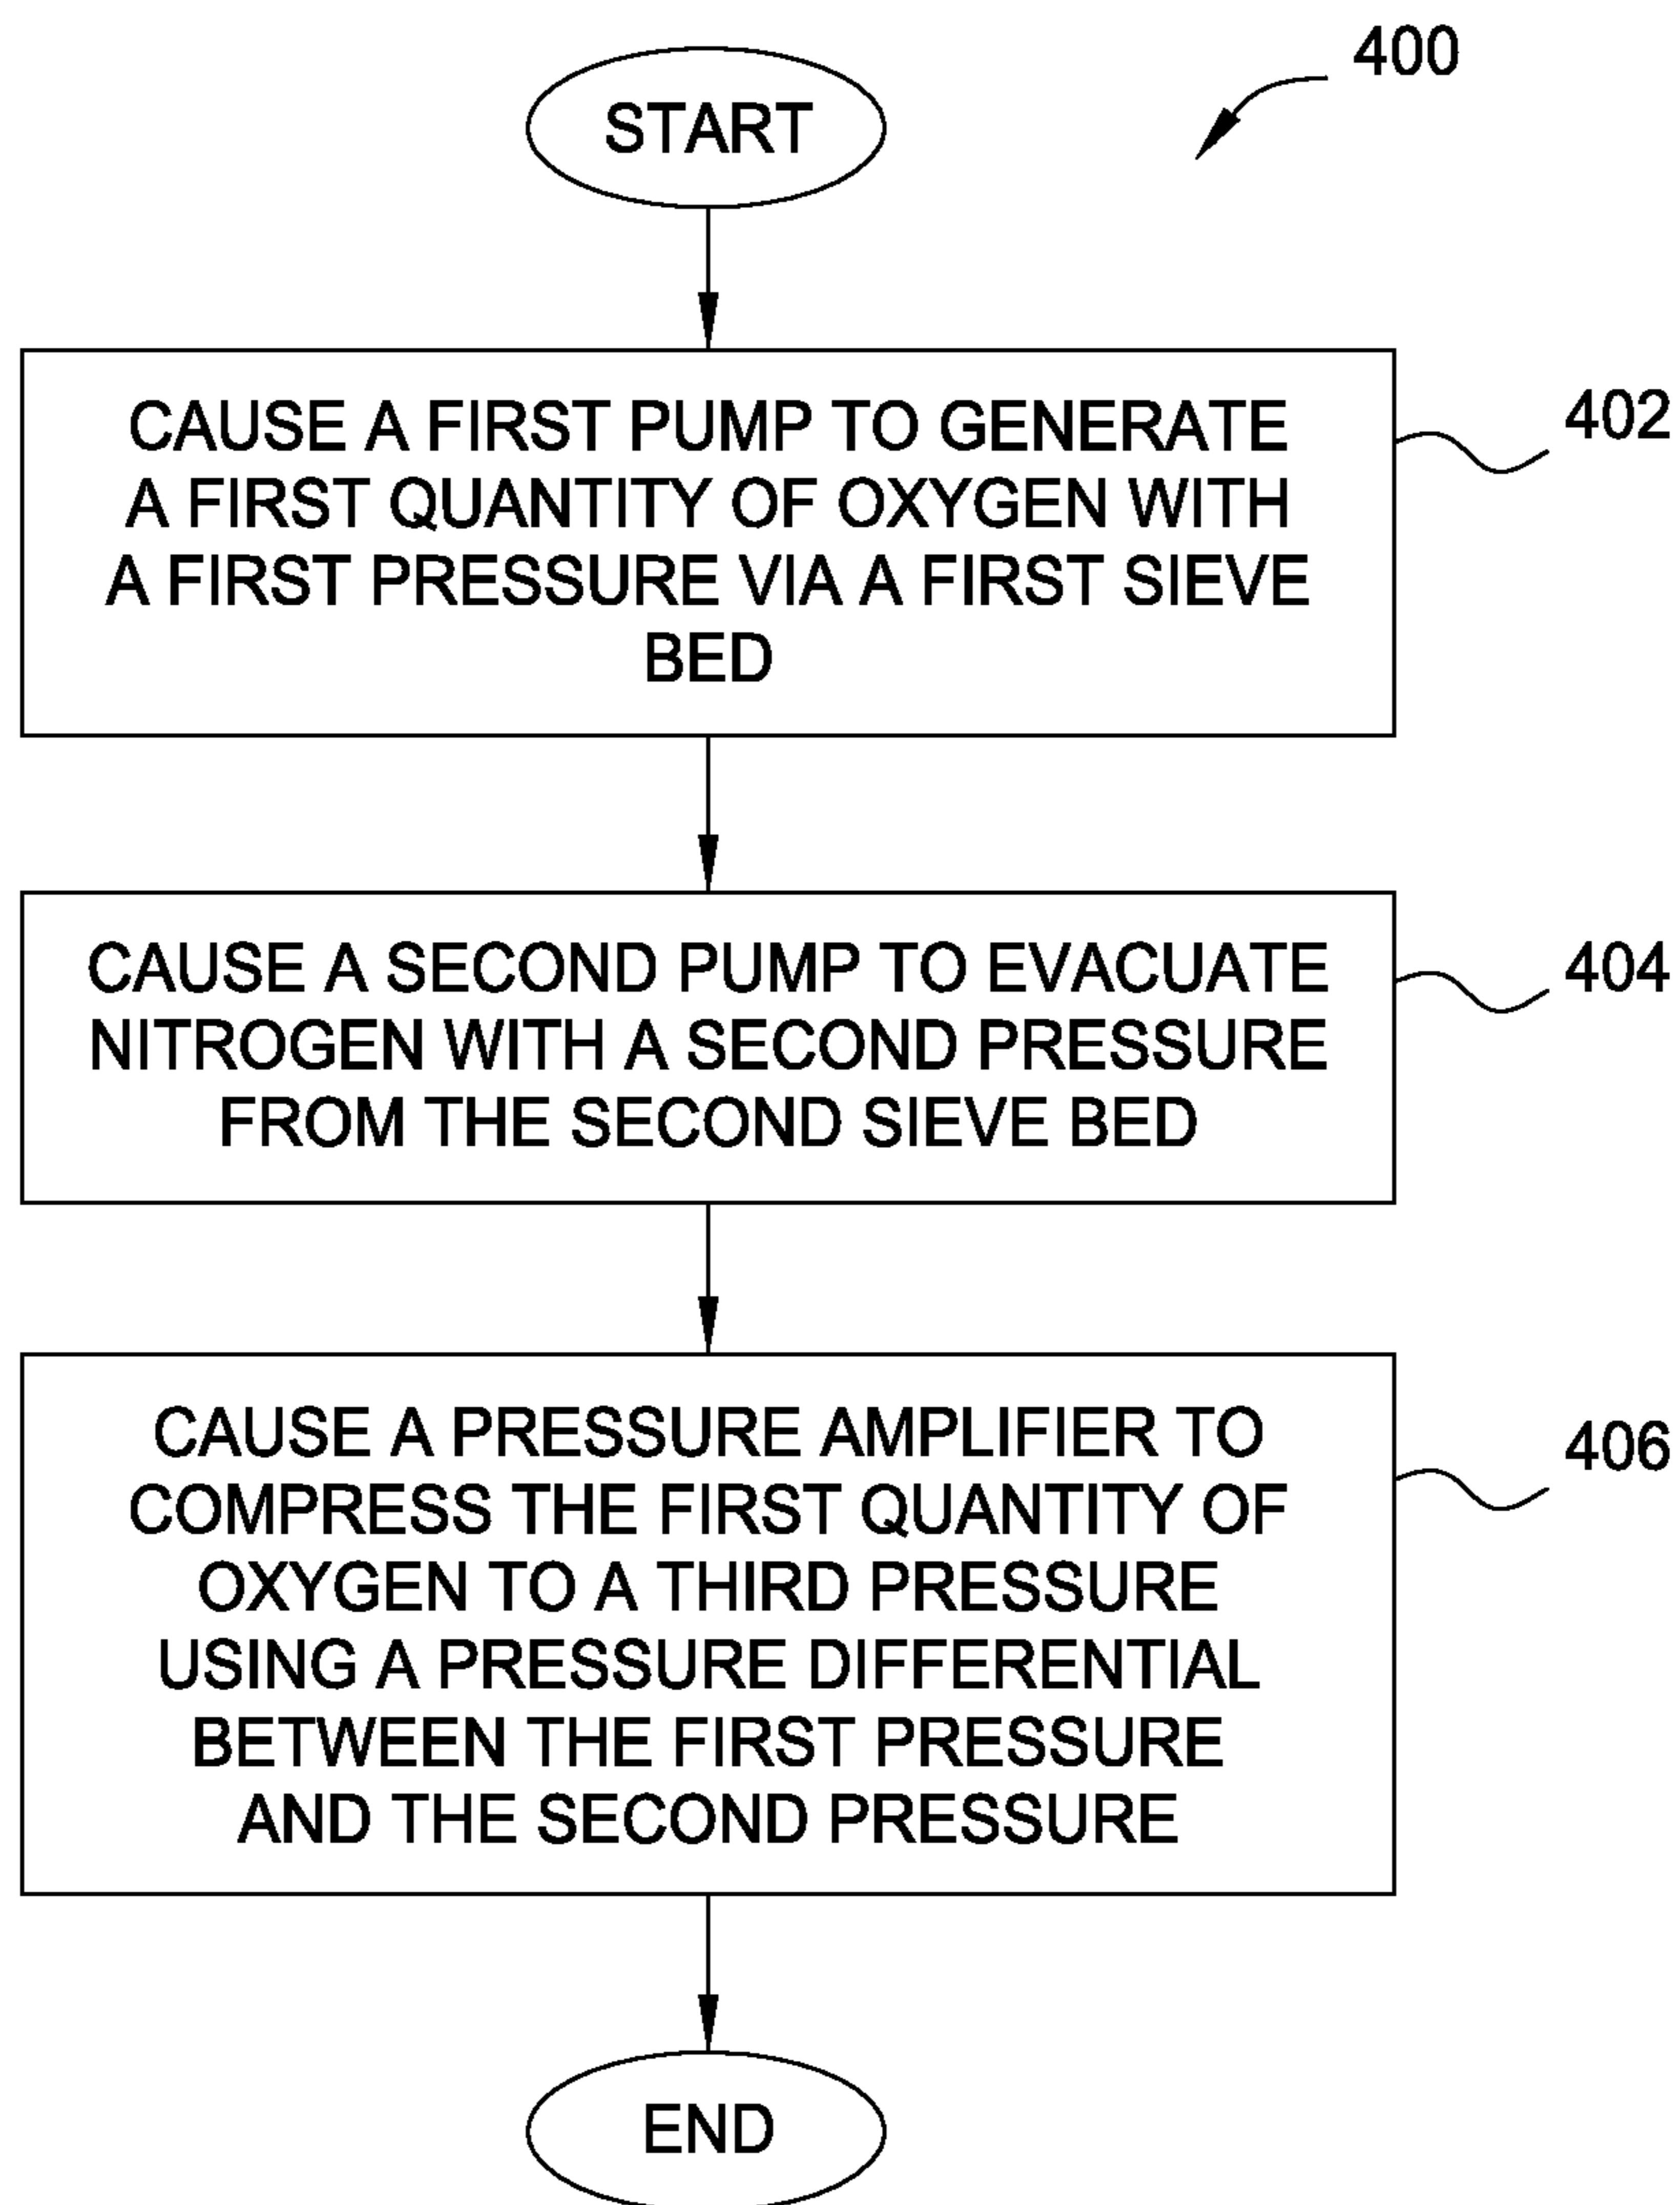 400
START
CAUSE A FIRST PUMP TO GENERATE
A FIRST QUANTITY OF OXYGEN WITH
A FIRST PRESSURE VIA A FIRST SIEVE
BED
402
CAUSE A SECOND PUMP TO EVACUATE
NITROGEN WITH A SECOND PRESSURE
FROM THE SECOND SIEVE BED
404
CAUSE A PRESSURE AMPLIFIER TO
COMPRESS THE FIRST QUANTITY OF
OXYGEN TO A THIRD PRESSURE
USING A PRESSURE DIFFERENTIAL
BETWEEN THE FIRST PRESSURE
AND THE SECOND PRESSURE
406
END